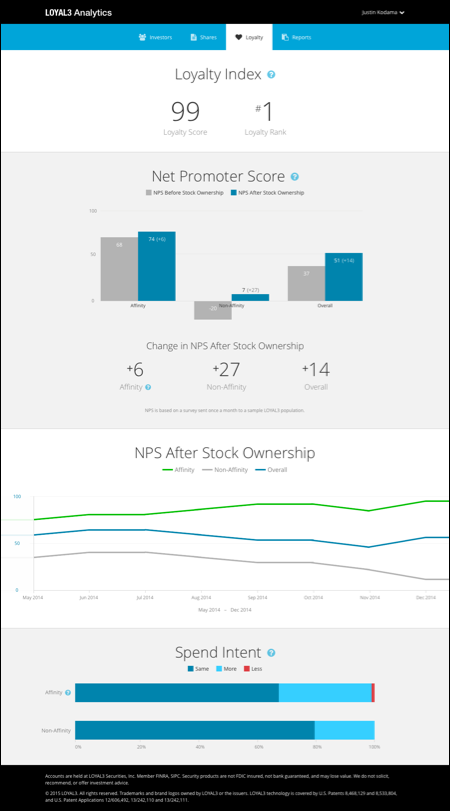 LOYAL3 Analytics
Justin Kodama
Investors
Shares
Loyalty
Reports
Loyalty Index ?
99
#1
Loyalty Score
Loyalty Rank
Net Promoter Score ?
NPS Before Stock Ownership
NPS After Stock Ownership
100
50
0
68
74 (+6)
-20
7 (+27)
37
51 (+14)
Affinity
Non-Affinity
Overall
Change in NPS After Stock Ownership
+6
+27
+14
Affinity ?
Non-Affinity
Overall
NPS is based on a survey sent once a month to a sample LOYAL3 population.
NPS After Stock Ownership
Affinity
Non-Affinity
Overall
100
50
0
May 2014
Jun 2014
Jul 2014
Aug 2014
Sep 2014
Oct 2014
Nov 2014
Dec 2014
May 2014 – Dec 2014
Spend Intent ?
Same
More
Less
Affinity ?
Non-Affinity
0%
20%
40%
60%
80%
100%
Accounts are held at LOYAL3 Securities, Inc. Member FINRA, SIPC. Security products are not FDIC insured, not bank guaranteed, and may lose value. We do not solicit,
recommend, or offer investment advice.
© 2015 LOYAL3. All rights reserved. Trademarks and brand logos owned by LOYAL3 or the issuers. LOYAL3 technology is covered by U.S. Patents 8,468,129 and 8,533,804,
and U.S. Patent Applications 12/606,492, 13/242,110 and 13/242,111.